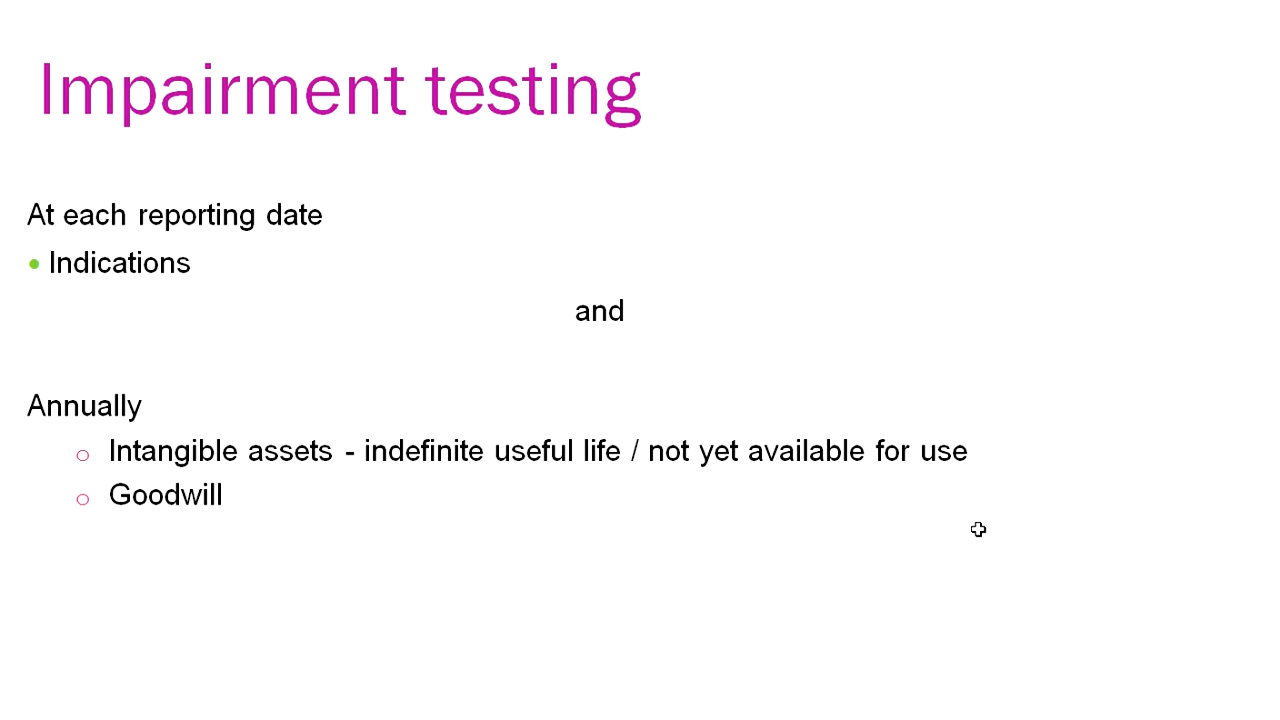 Impairment testing
At each reporting date
• Indications
and
Annually
o Intangible assets - indefinite useful life / not yet available for use
o Goodwill